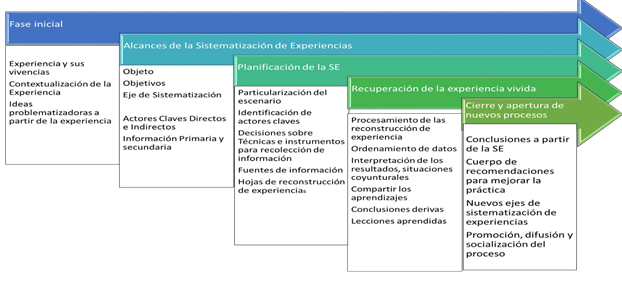 Fase inicial
Experiencia y sus
vivencias
Contextualización de la
Experiencia
Ideas
problematizadoras a
partir de la experiencia
Alcances de la Sistematización de Experiencias
Objeto
Objetivos
Eje de Sistematización
Actores Claves Directos
e Indirectos
Información Primaria y
secundaria
Planificación de la SE
Particularización del
escenario
Identificación de
actores claves
Decisiones sobre
Técnicas e instrumentos
para recolección de
información
Fuentes de información
Hojas de reconstrucción
de experiencias
Recuperación de la experiencia vivida
Procesamiento de las
reconstrucción de
experiencia
Ordenamiento de datos
Interpretación de los
resultados, situaciones
coyunturales
Compartir los
aprendizajes
Conclusiones derivas
Lecciones aprendidas
Cierre y apertura de
nuevos procesos
Conclusiones a partir
de la SE
Cuerpo de
recomendaciones
para mejorar la
práctica
Nuevos ejes de
sistematización de
experiencias
Promoción, difusión y
socialización del
proceso